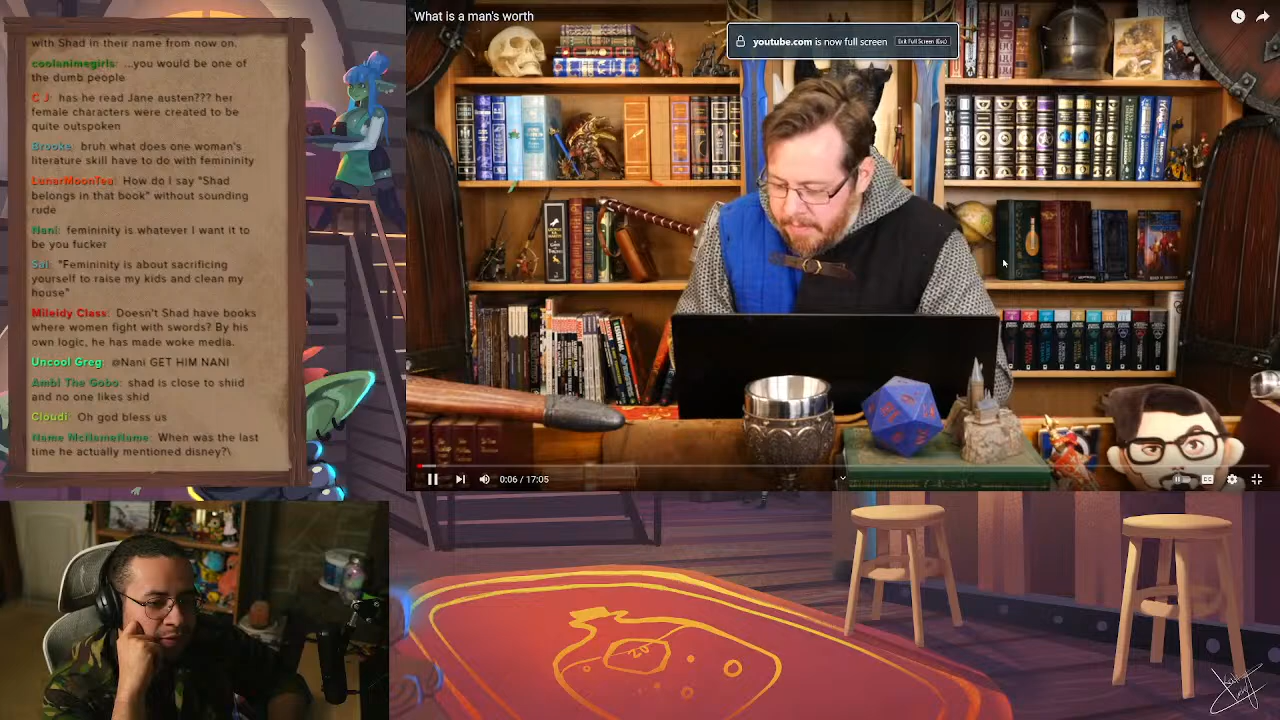 with Shad in their name from now on.
coolanimegirls: ...you would be one of
the dumb people
C J: has he read Jane austen??? her
female characters were created to be
quite outspoken
Brooke: bruh what does one woman's
literature skill have to do with femininity
LunarMoonTea: How do I say "Shad
belongs in that book" without sounding
rude
Nani: femininity is whatever I want it to
be you fucker
Sal: "Femininity is about sacrificing
yourself to raise my kids and clean my
house"
Mileidy Class: Doesn't Shad have books
where women fight with swords? By his
own logic, he has made woke media.
Uncool Greg: @Nani GET HIM NANI
Ambi The Gobo: shad is close to shiid
and no one likes shid
Cloudi: Oh god bless us
Name McNameName: When was the last
time he actually mentioned disney?\
What is a man's worth
youtube.com is now full screen
Exit Full Screen (Esc)
0:06 / 17:05
CC
20